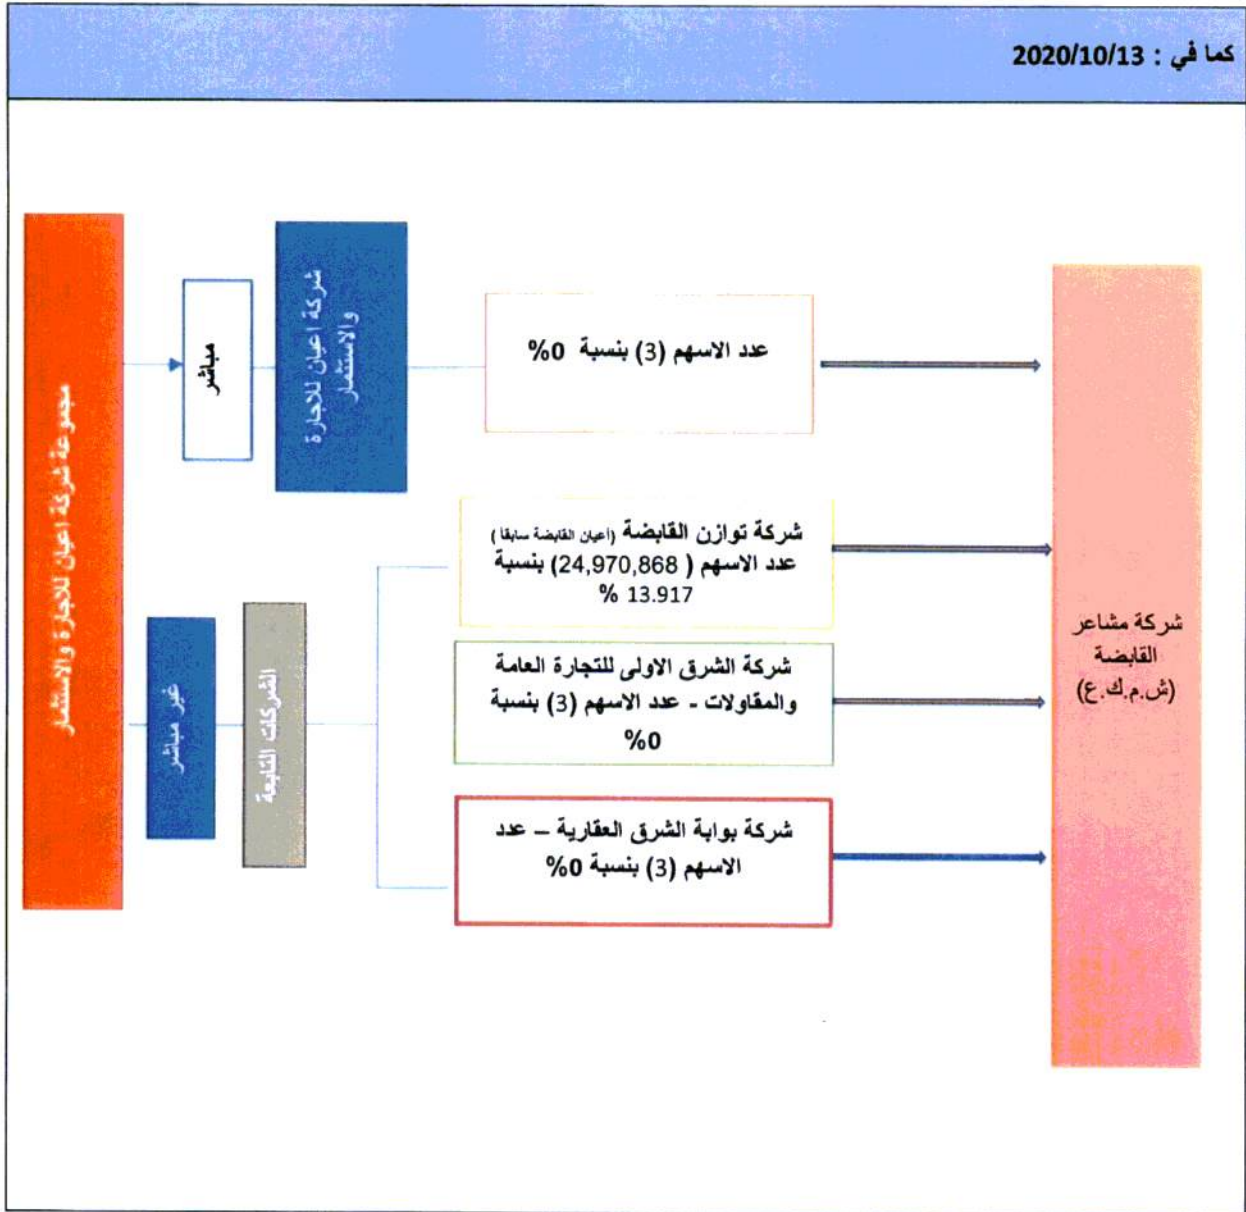 كما في : 2020/10/13
مجموعة شركة اعيان للاجارة والاستثمار
مباشر
شركة اعيان للاجارة
والاستثمار
عدد الاسهم (3) بنسبة 0%
غير مباشر
الشركات التابعة
شركة توازن القابضة (أعيان القابضة سابقاً )
عدد الاسهم ( 24,970,868) بنسبة
13.917 %
شركة الشرق الاولى للتجارة العامة
والمقاولات - عدد الاسهم (3) بنسبة
0%
شركة بوابة الشرق العقارية – عدد
الاسهم (3) بنسبة 0%
شركة مشاعر
القابضة
(ش.م.ك.ع)